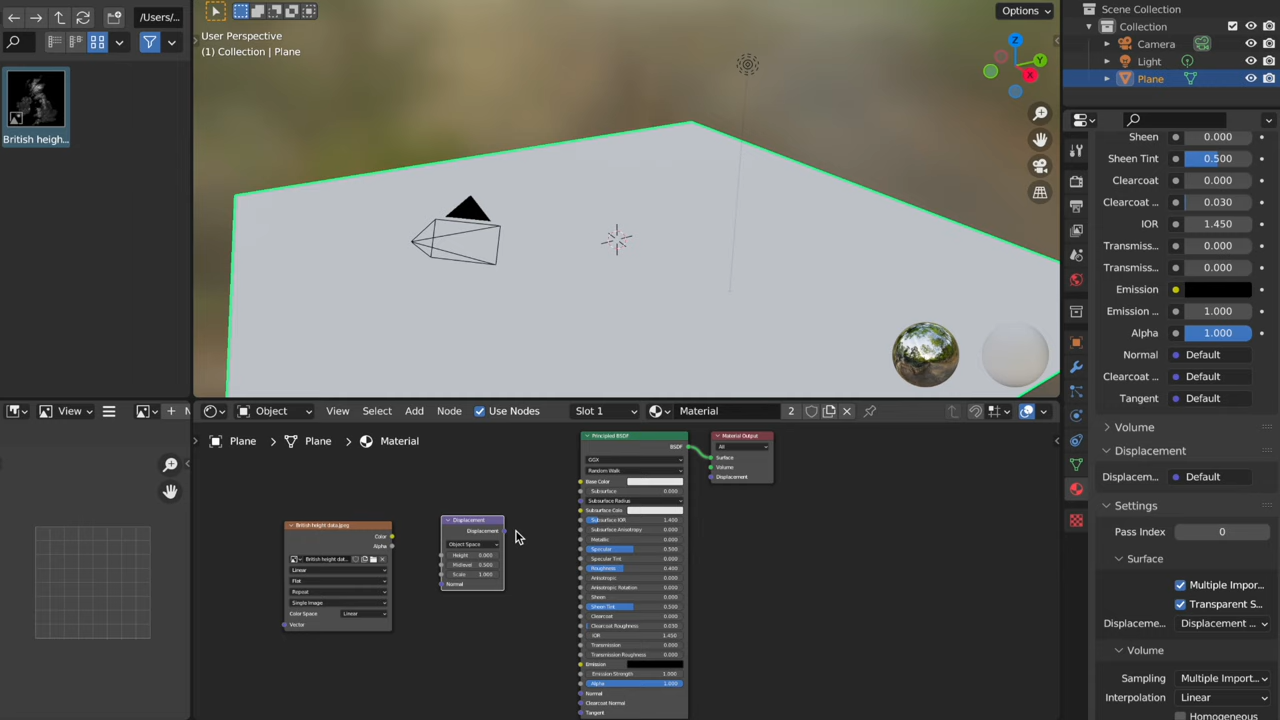 /Users/...
British heigh...
User Perspective
(1) Collection | Plane
Options
Z
Y
X
Scene Collection
Collection
Camera
Light
Plane
Sheen 0.000
Sheen Tint 0.500
Clearcoat 0.000
Clearcoat ... 0.030
IOR 1.450
Transmiss... 0.000
Transmiss... 0.000
Emission
Emission ... 1.000
Alpha 1.000
Normal Default
Clearcoat ... Default
Tangent Default
Volume
Displacement
Displacem... Default
Settings
Pass Index 0
Surface
Multiple Impor...
Transparent S...
Displaceme... Displacement ...
Volume
Sampling Multiple Import...
Interpolation Linear
Homogeneous
View
N
Object
View
Select
Add
Node
Use Nodes
Slot 1
Material
2
Plane > Plane > Material
British height data.jpeg
Color
Alpha
British height dat...
Linear
Flat
Repeat
Single Image
Color Space Linear
Vector
Displacement
Displacement
Object Space
Height 0.000
Midlevel 0.500
Scale 1.000
Normal
Principled BSDF
BSDF
GGX
Random Walk
Base Color
Subsurface 0.000
Subsurface Radius
Subsurface Colo
Subsurface IOR 1.400
Subsurface Anisotropy 0.000
Metallic 0.000
Specular 0.500
Specular Tint 0.000
Roughness 0.400
Anisotropic 0.000
Anisotropic Rotation 0.000
Sheen 0.000
Sheen Tint 0.500
Clearcoat 0.000
Clearcoat Roughness 0.030
IOR 1.450
Transmission 0.000
Transmission Roughness 0.000
Emission
Emission Strength 1.000
Alpha 1.000
Normal
Clearcoat Normal
Tangent
Material Output
All
Surface
Volume
Displacement